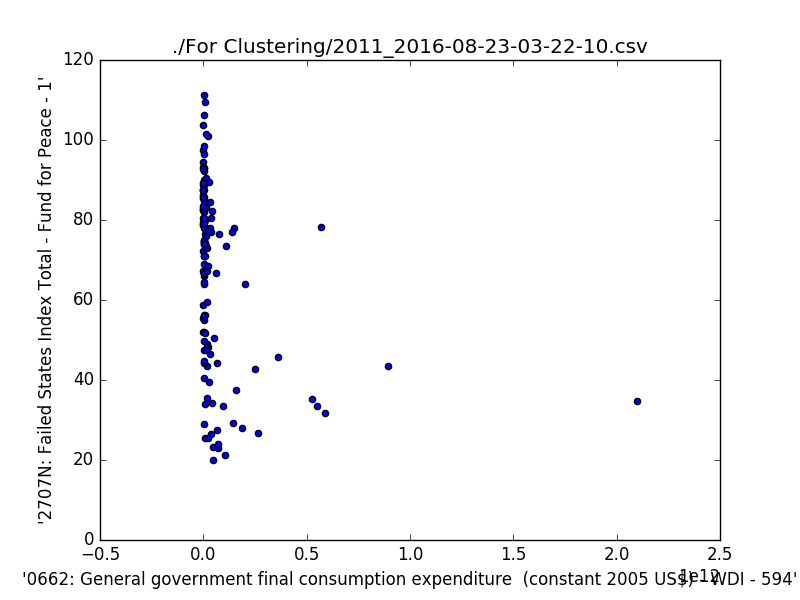 ./For Clustering/2011_2016-08-23-03-22-10.csv
120
100
80
60
40
20
0
'2707N: Failed States Index Total - Fund for Peace - 1'
−0.5 0.0 0.5 1.0 1.5 2.0 2.5
1e12
'0662: General government final consumption expenditure  (constant 2005 US$) - WDI - 594'